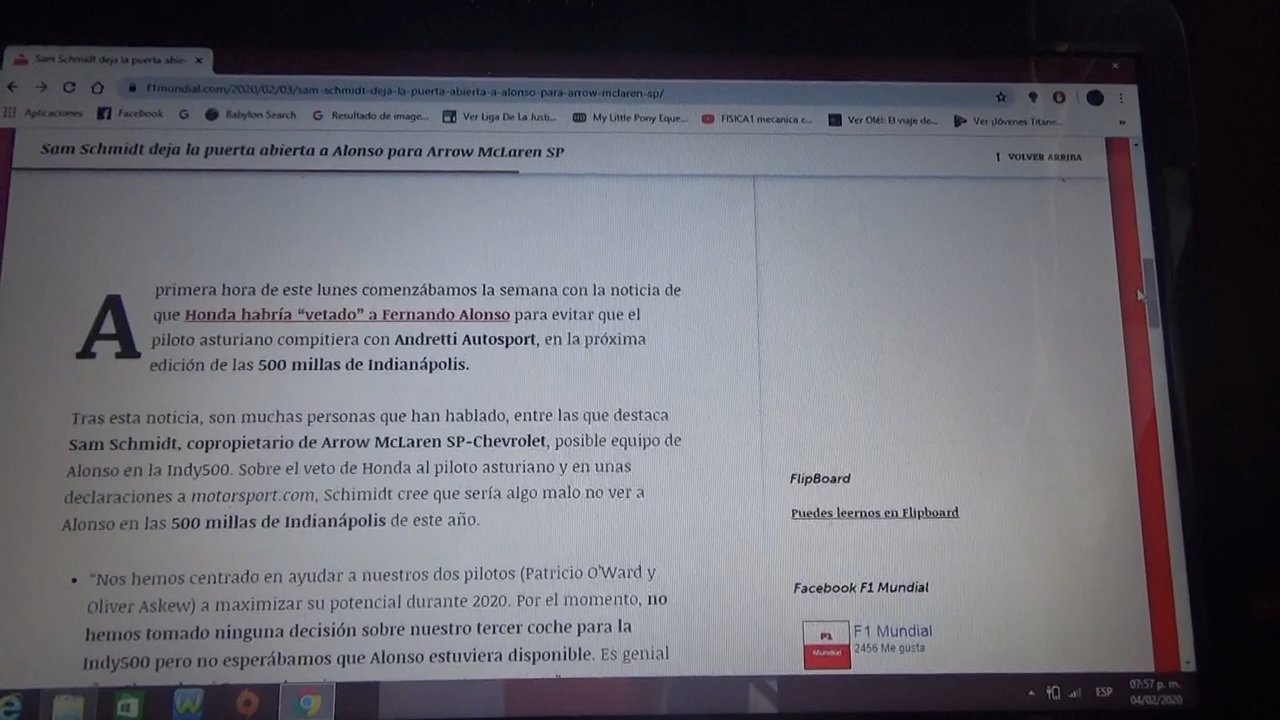 Sam Schmidt deja la puerta abie
f1mundial.com/2020/02/03/sam-schmidt-deja-la-puerta-abierta-a-alonso-para-arrow-mclaren-sp/
Aplicaciones Facebook Babylon Search Resultado de image... Ver Liga De La Justi... My Little Pony Eque... FISICA1 mecanica c... Ver Olé!: El viaje de... Ver ¡Jóvenes Titane... »
Sam Schmidt deja la puerta abierta a Alonso para Arrow McLaren SP
VOLVER ARRIBA
A primera hora de este lunes comenzábamos la semana con la noticia de
que Honda habría “vetado” a Fernando Alonso para evitar que el
piloto asturiano compitiera con Andretti Autosport, en la próxima
edición de las 500 millas de Indianápolis.
Tras esta noticia, son muchas personas que han hablado, entre las que destaca
Sam Schmidt, copropietario de Arrow McLaren SP-Chevrolet, posible equipo de
Alonso en la Indy500. Sobre el veto de Honda al piloto asturiano y en unas
declaraciones a motorsport.com, Schimidt cree que sería algo malo no ver a
Alonso en las 500 millas de Indianápolis de este año.
• “Nos hemos centrado en ayudar a nuestros dos pilotos (Patricio O’Ward y
Oliver Askew) a maximizar su potencial durante 2020. Por el momento, no
hemos tomado ninguna decisión sobre nuestro tercer coche para la
Indy500 pero no esperábamos que Alonso estuviera disponible. Es genial
FlipBoard
Puedes leernos en Flipboard
Facebook F1 Mundial
F1
Mundial
F1 Mundial
2456 Me gusta
ESP
07:57 p. m.
04/02/2020